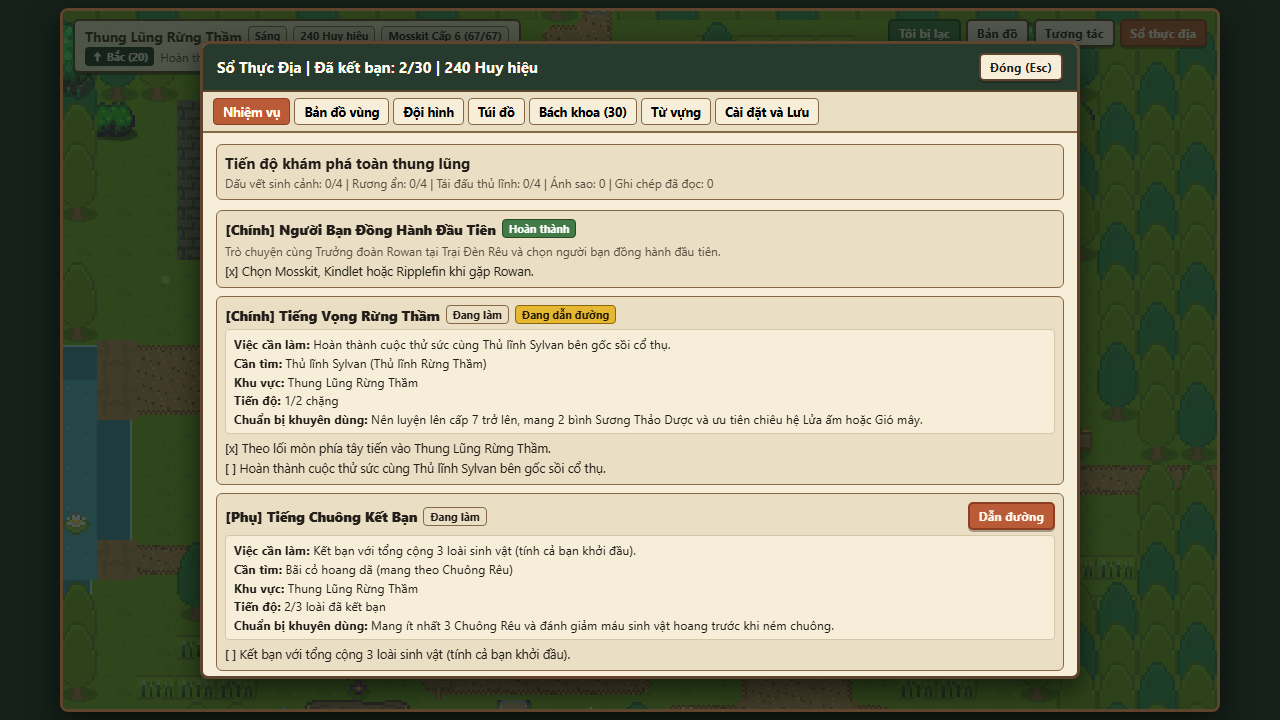 Thung Lũng Rừng Thầm
Sáng
240 Huy hiệu
Mosskit Cấp 6 (67/67)
Tôi bị lạc
Bản đồ
Tương tác
Sổ thực địa
↑ Bắc (20)
Hoàn th
Sổ Thực Địa | Đã kết bạn: 2/30 | 240 Huy hiệu
Đóng (Esc)
Nhiệm vụ
Bản đồ vùng
Đội hình
Túi đồ
Bách khoa (30)
Từ vựng
Cài đặt và Lưu
Tiến độ khám phá toàn thung lũng
Dấu vết sinh cảnh: 0/4 | Rương ẩn: 0/4 | Tái đấu thủ lĩnh: 0/4 | Ánh sao: 0 | Ghi chép đã đọc: 0
[Chính] Người Bạn Đồng Hành Đầu Tiên
Hoàn thành
Trò chuyện cùng Trưởng đoàn Rowan tại Trại Đèn Rêu và chọn người bạn đồng hành đầu tiên.
[x] Chọn Mosskit, Kindlet hoặc Ripplefin khi gặp Rowan.
[Chính] Tiếng Vọng Rừng Thầm
Đang làm
Đang dẫn đường
Việc cần làm: Hoàn thành cuộc thử sức cùng Thủ lĩnh Sylvan bên gốc sồi cổ thụ.
Cần tìm: Thủ lĩnh Sylvan (Thủ lĩnh Rừng Thầm)
Khu vực: Thung Lũng Rừng Thầm
Tiến độ: 1/2 chặng
Chuẩn bị khuyên dùng: Nên luyện lên cấp 7 trở lên, mang 2 bình Sương Thảo Dược và ưu tiên chiêu hệ Lửa ấm hoặc Gió mây.
[x] Theo lối mòn phía tây tiến vào Thung Lũng Rừng Thầm.
[ ] Hoàn thành cuộc thử sức cùng Thủ lĩnh Sylvan bên gốc sồi cổ thụ.
[Phụ] Tiếng Chuông Kết Bạn
Đang làm
Dẫn đường
Việc cần làm: Kết bạn với tổng cộng 3 loài sinh vật (tính cả bạn khởi đầu).
Cần tìm: Bãi cỏ hoang dã (mang theo Chuông Rêu)
Khu vực: Thung Lũng Rừng Thầm
Tiến độ: 2/3 loài đã kết bạn
Chuẩn bị khuyên dùng: Mang ít nhất 3 Chuông Rêu và đánh giảm máu sinh vật hoang trước khi ném chuông.
[ ] Kết bạn với tổng cộng 3 loài sinh vật (tính cả bạn khởi đầu).